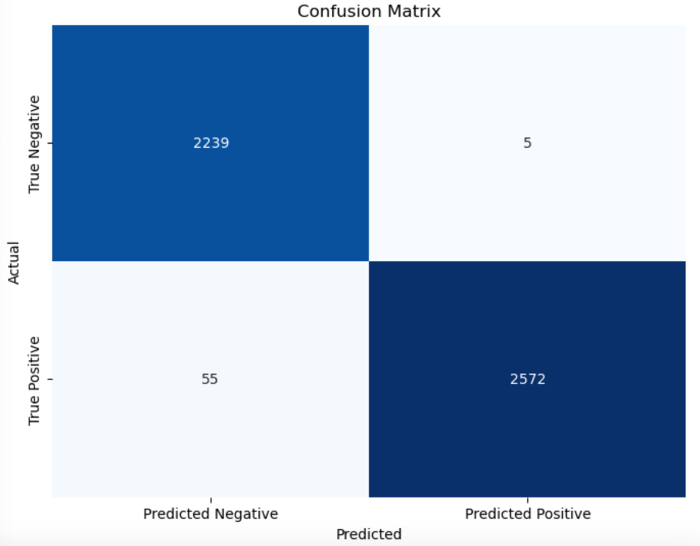 Confusion Matrix
True Negative
2239
5
Actual
True Positive
55
2572
Predicted Negative
Predicted Positive
Predicted